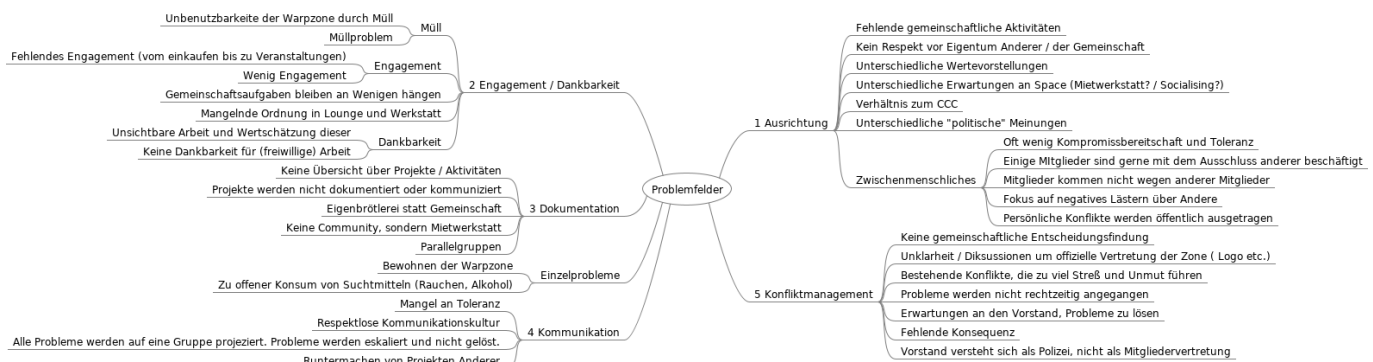 Problemfelder
1 Ausrichtung
Fehlende gemeinschaftliche Aktivitäten
Kein Respekt vor Eigentum Anderer / der Gemeinschaft
Unterschiedliche Wertevorstellungen
Unterschiedliche Erwartungen an Space (Mietwerkstatt? / Socialising?)
Verhältnis zum CCC
Unterschiedliche "politische" Meinungen
Zwischenmenschliches
Oft wenig Kompromissbereitschaft und Toleranz
Einige MItglieder sind gerne mit dem Ausschluss anderer beschäftigt
Mitglieder kommen nicht wegen anderer Mitglieder
Fokus auf negatives Lästern über Andere
Persönliche Konflikte werden öffentlich ausgetragen
2 Engagement / Dankbarkeit
Müll
Unbenutzbarkeite der Warpzone durch Müll
Müllproblem
Engagement
Fehlendes Engagement (vom einkaufen bis zu Veranstaltungen)
Wenig Engagement
Gemeinschaftsaufgaben bleiben an Wenigen hängen
Mangelnde Ordnung in Lounge und Werkstatt
Dankbarkeit
Unsichtbare Arbeit und Wertschätzung dieser
Keine Dankbarkeit für (freiwillige) Arbeit
3 Dokumentation
Keine Übersicht über Projekte / Aktivitäten
Projekte werden nicht dokumentiert oder kommuniziert
Eigenbrötlerei statt Gemeinschaft
Keine Community, sondern Mietwerkstatt
Parallelgruppen
Einzelprobleme
Bewohnen der Warpzone
Zu offener Konsum von Suchtmitteln (Rauchen, Alkohol)
4 Kommunikation
Mangel an Toleranz
Respektlose Kommunikationskultur
Alle Probleme werden auf eine Gruppe projeziert. Probleme werden eskaliert und nicht gelöst.
Runtermachen von Projekten Anderer
5 Konfliktmanagement
Keine gemeinschaftliche Entscheidungsfindung
Unklarheit / Diksussionen um offizielle Vertretung der Zone ( Logo etc.)
Bestehende Konflikte, die zu viel Streß und Unmut führen
Probleme werden nicht rechtzeitig angegangen
Erwartungen an den Vorstand, Probleme zu lösen
Fehlende Konsequenz
Vorstand versteht sich als Polizei, nicht als Mitgliedervertretung